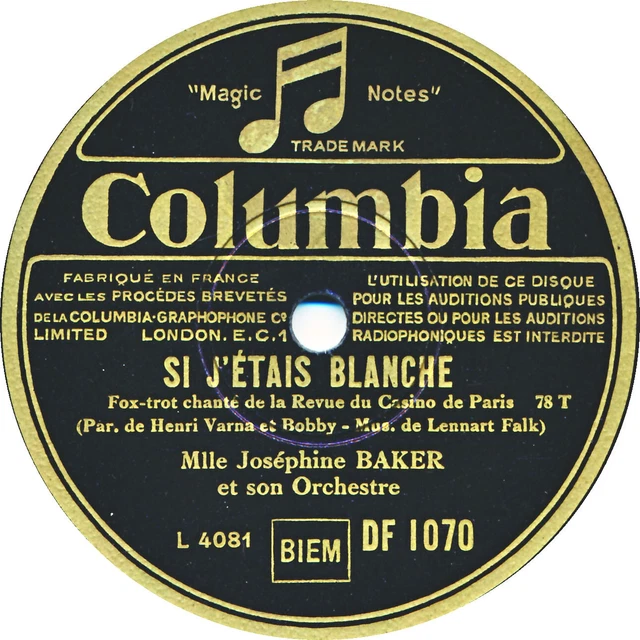 "Magic Notes"
TRADE MARK
Columbia
FABRIQUÉ EN FRANCE
AVEC LES PROCÉDÉS BREVETÉS
DE LA COLUMBIA-GRAPHOPHONE Cº
LIMITED LONDON. E.C.1
L'UTILISATION DE CE DISQUE
POUR LES AUDITIONS PUBLIQUES
DIRECTES OU POUR LES AUDITIONS
RADIOPHONIQUES EST INTERDITE
SI J'ÉTAIS BLANCHE
Fox-trot chanté de la Revue du Casino de Paris 78 T
(Par. de Henri Varna et Bobby - Mus. de Lennart Falk)
Mlle Joséphine BAKER
et son Orchestre
L 4081 BIEM DF 1070